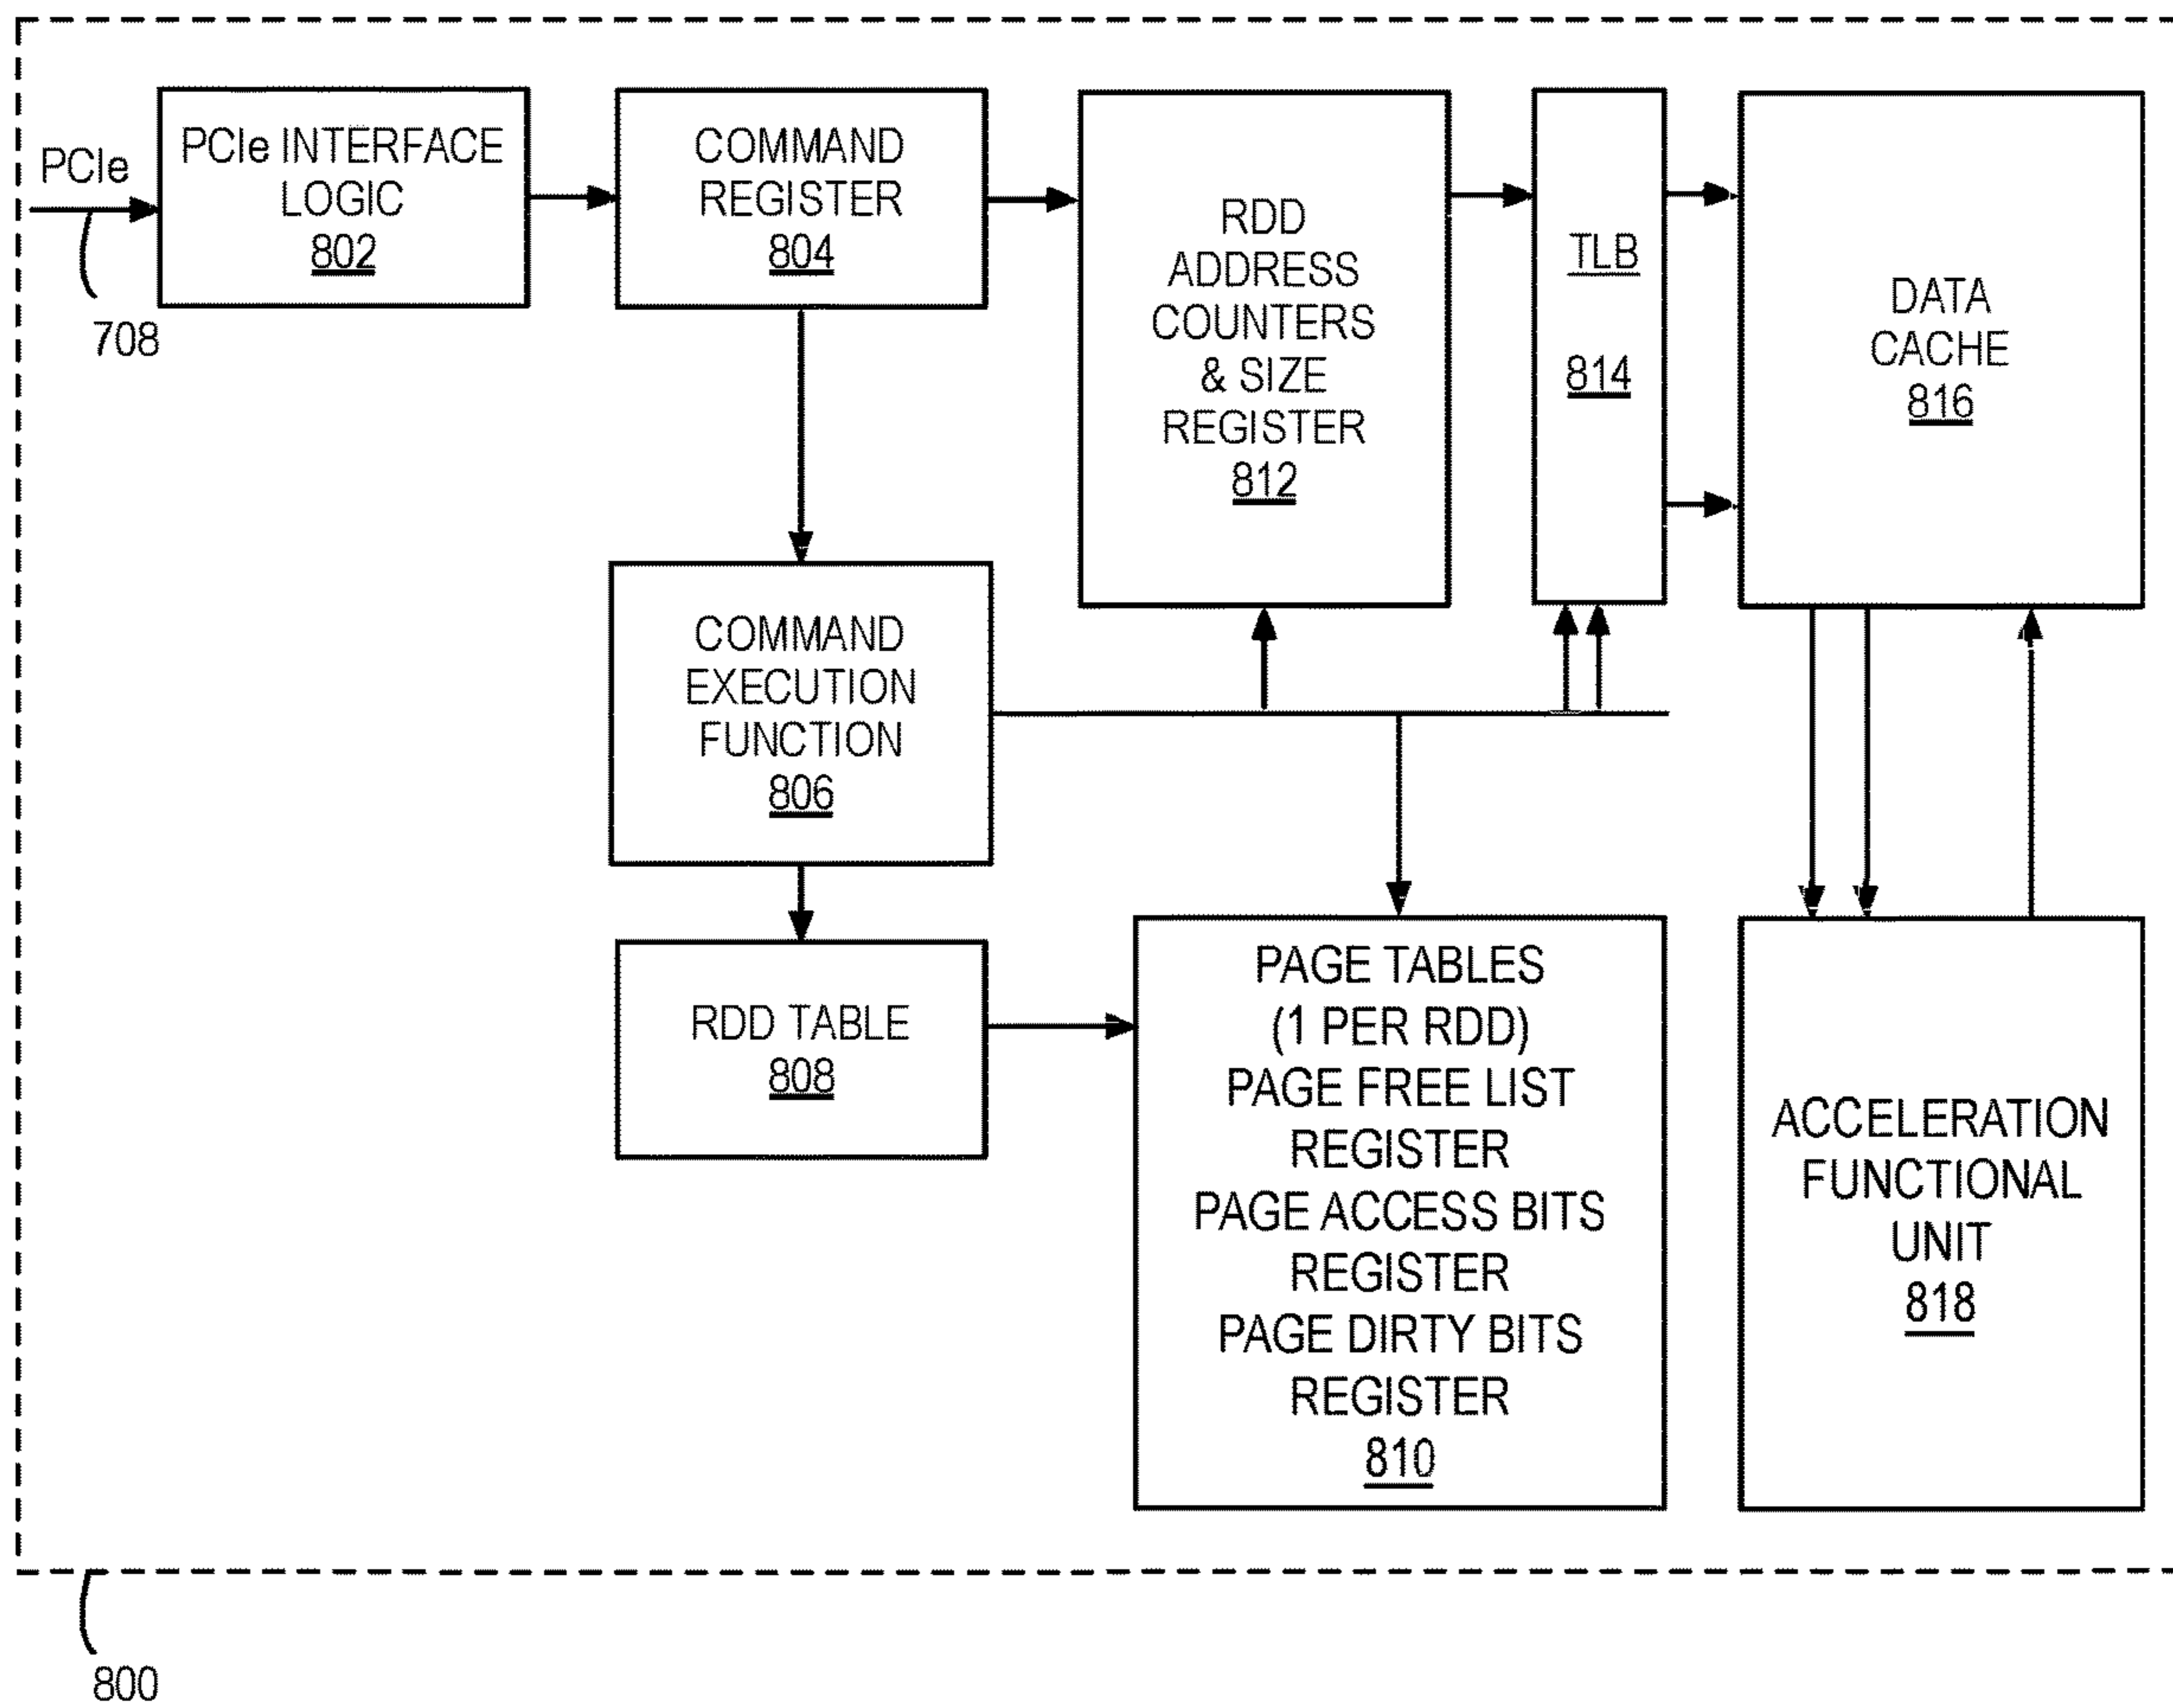 PCIe
708
PCIe INTERFACE
LOGIC
802
COMMAND
REGISTER
804
RDD
ADDRESS
COUNTERS
& SIZE
REGISTER
812
TLB
814
DATA
CACHE
816
COMMAND
EXECUTION
FUNCTION
806
RDD TABLE
808
PAGE TABLES
(1 PER RDD)
PAGE FREE LIST
REGISTER
PAGE ACCESS BITS
REGISTER
PAGE DIRTY BITS
REGISTER
810
ACCELERATION
FUNCTIONAL
UNIT
818
800